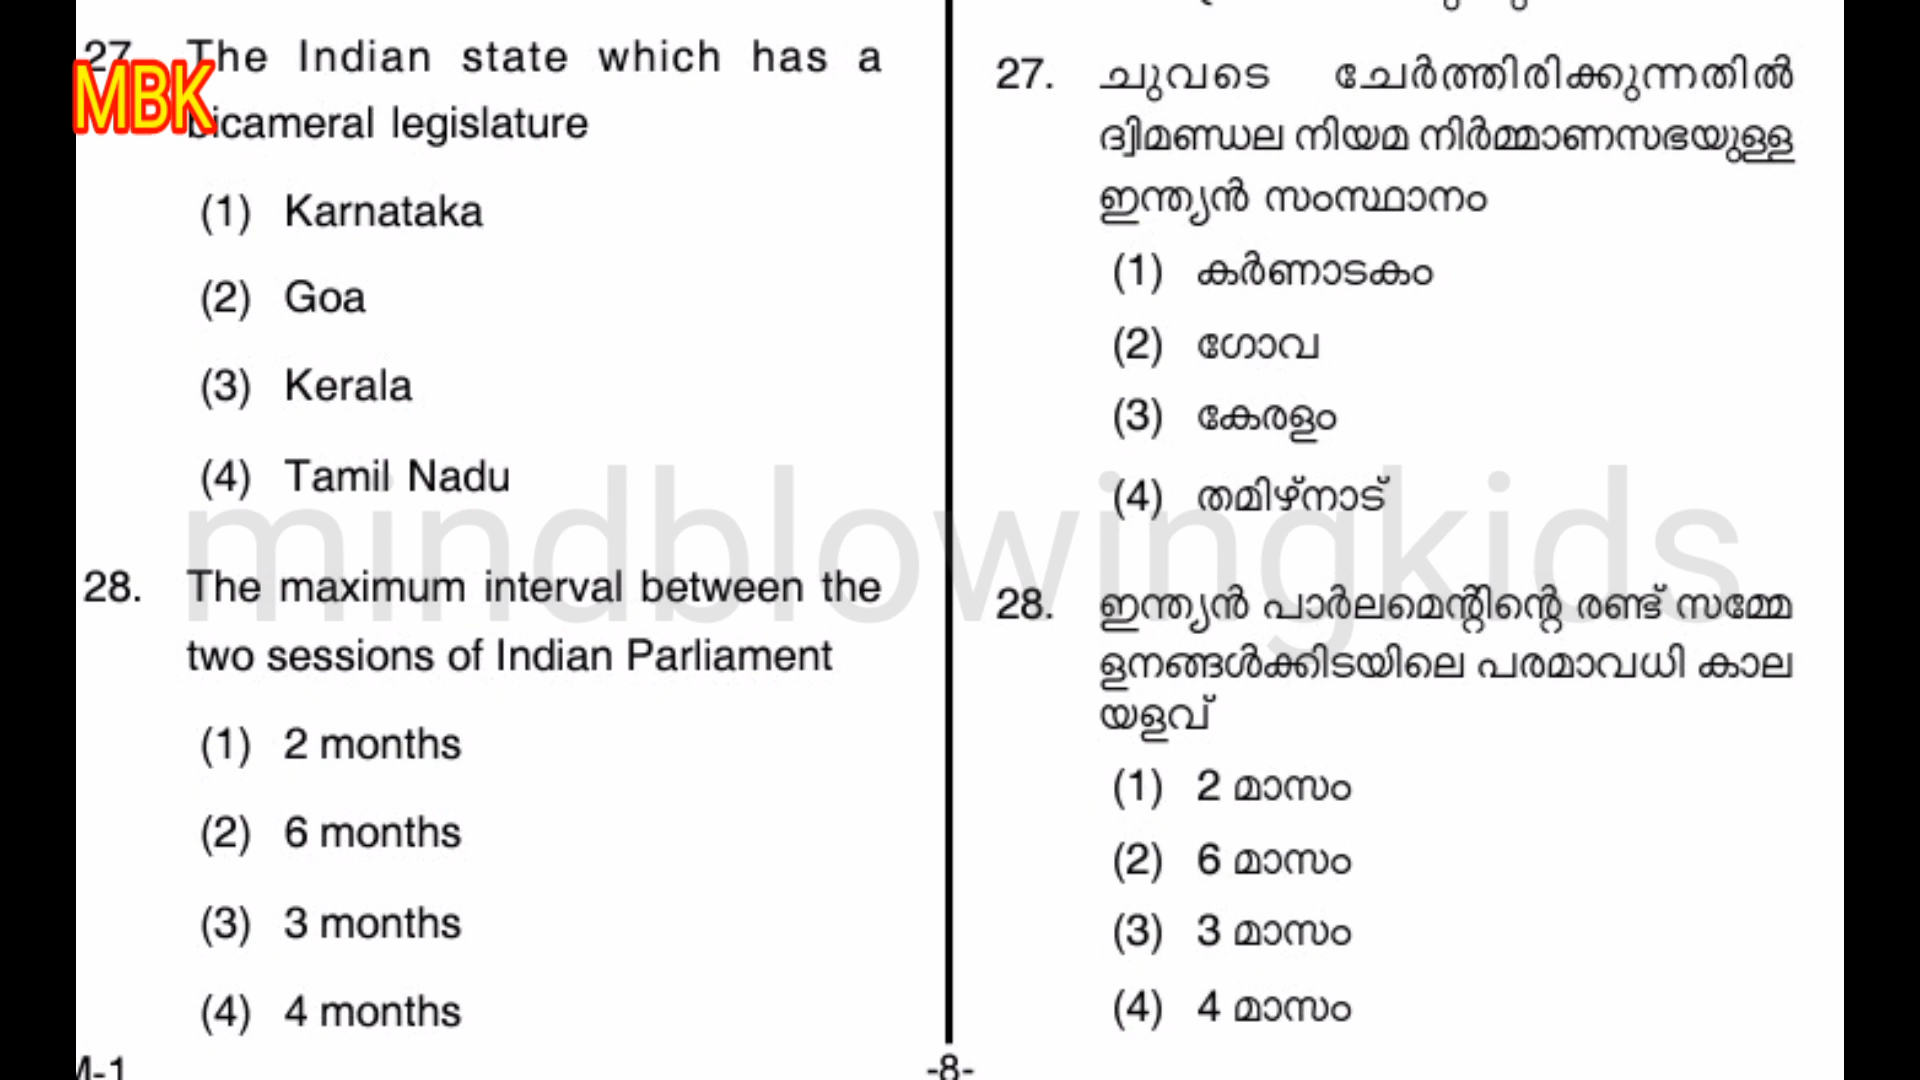 27. The Indian state which has a
bicameral legislature
(1) Karnataka
(2) Goa
(3) Kerala
(4) Tamil Nadu
28. The maximum interval between the
two sessions of Indian Parliament
(1) 2 months
(2) 6 months
(3) 3 months
(4) 4 months
27. ചുവടെ ചേർത്തിരിക്കുന്നതിൽ
ദ്വിമണ്ഡല നിയമ നിർമ്മാണസഭയുള്ള
ഇന്ത്യൻ സംസ്ഥാനം
(1) കർണാടകം
(2) ഗോവ
(3) കേരളം
(4) തമിഴ്നാട്
28. ഇന്ത്യൻ പാർലമെന്റിന്റെ രണ്ട് സമ്മേ
ളനങ്ങൾക്കിടയിലെ പരമാവധി കാല
യളവ്
(1) 2 മാസം
(2) 6 മാസം
(3) 3 മാസം
(4) 4 മാസം
-8-
MBK
mindblowingkids